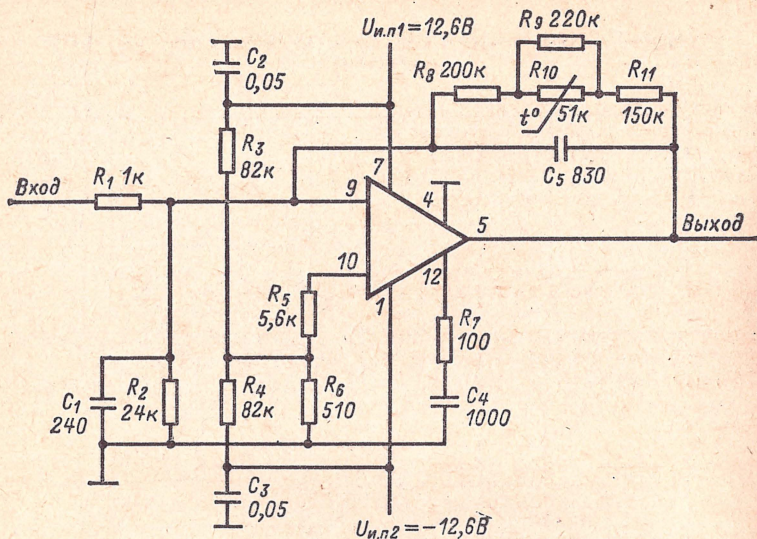 Uи.п1=12,6В
R9 220к
C2
0,05
R8 200к
R10
R11
t°
51к
150к
R3
82к
C5 830
Вход
R1 1к
7
9
4
5
Выход
10
12
1
R5
5,6к
R7
100
C1
240
R2
24к
R4
82к
R6
510
C4
1000
C3
0,05
Uи.п2=-12,6В